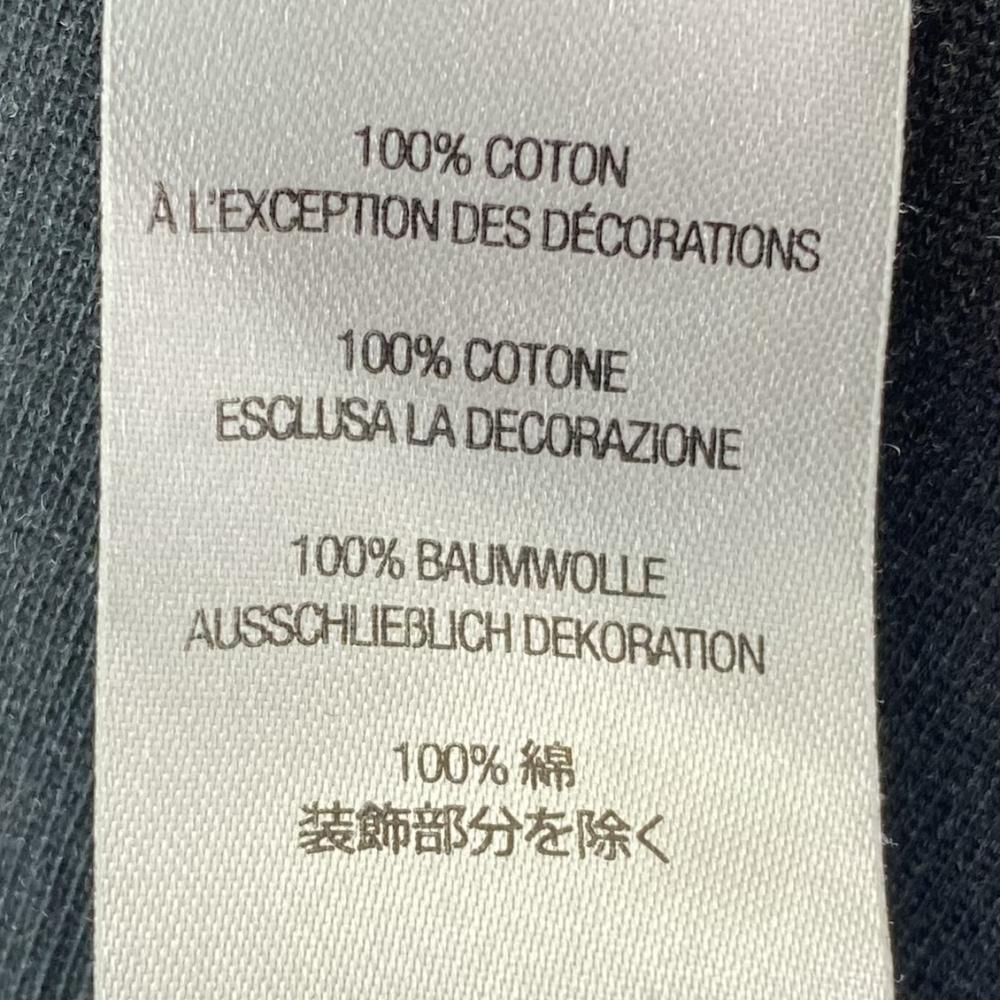 100% COTON
À L'EXCEPTION DES DÉCORATIONS
100% COTONE
ESCLUSA LA DECORAZIONE
100% BAUMWOLLE
AUSSCHLIEßLICH DEKORATION
100% 綿
装飾部分を除く